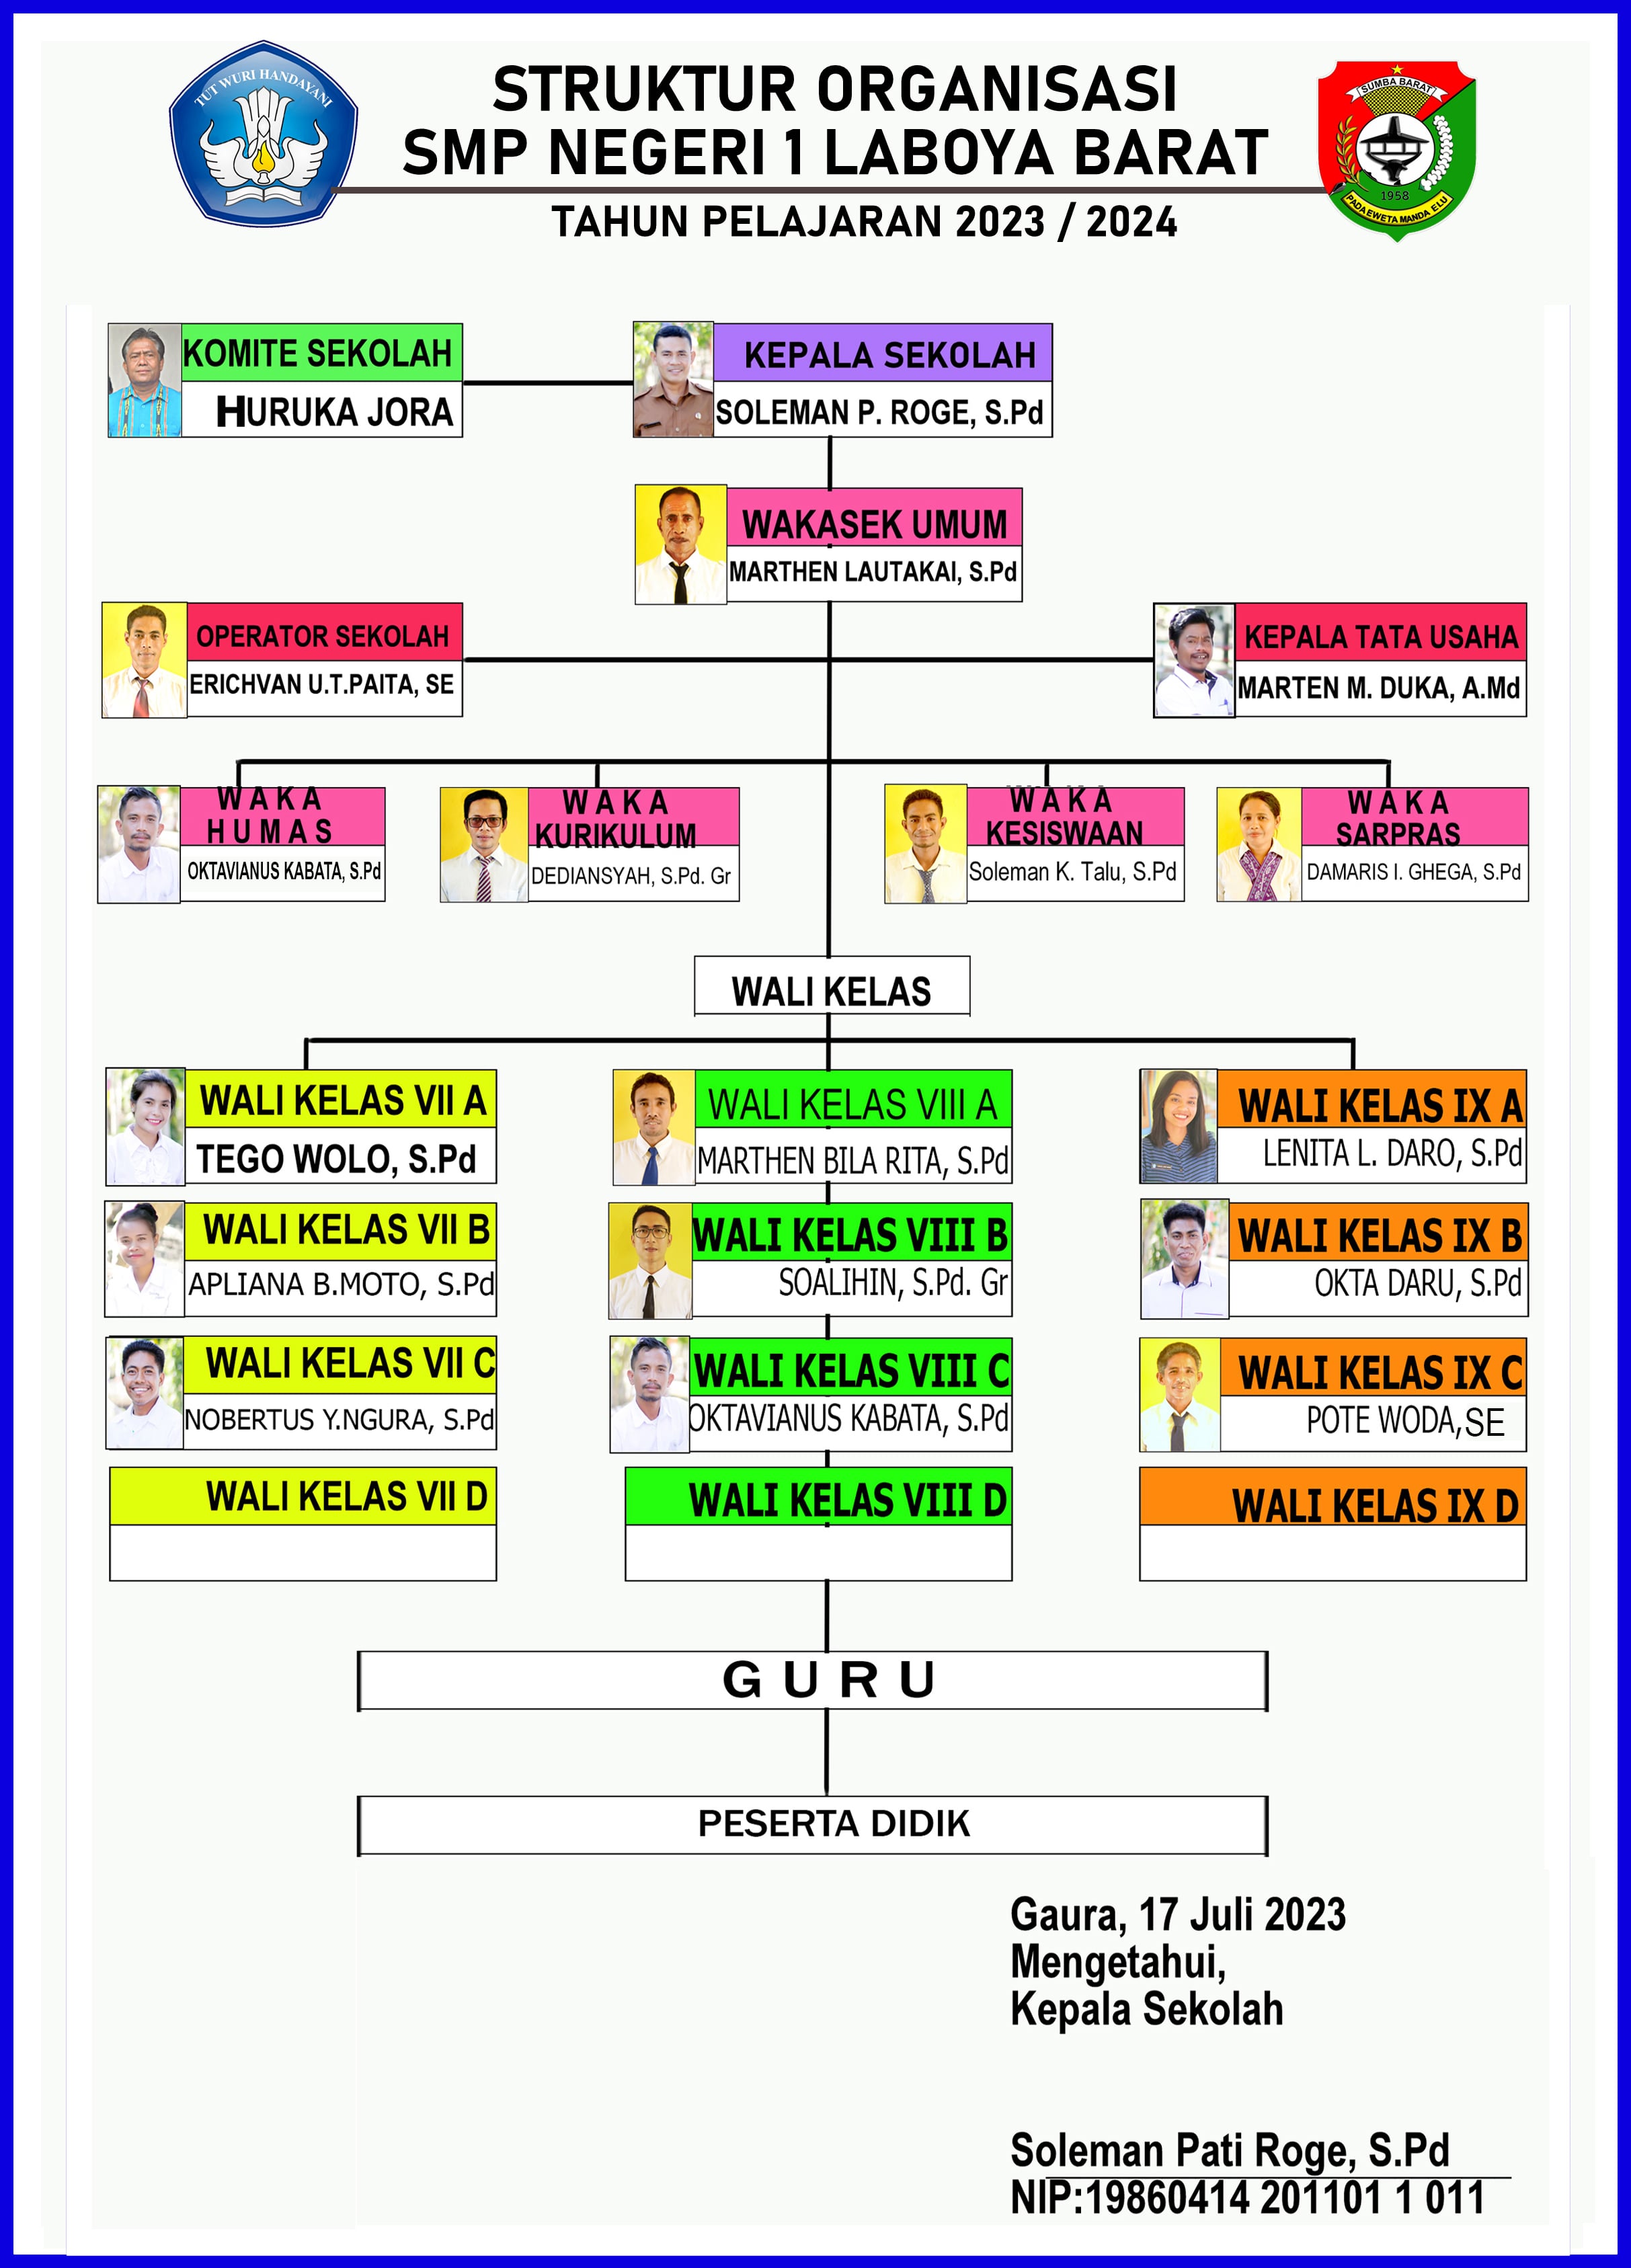 TUT WURI HANDAYANI
STRUKTUR ORGANISASI
SMP NEGERI 1 LABOYA BARAT
TAHUN PELAJARAN 2023 / 2024
SUMBA BARAT
1958
PADA EWETA MANDA ELU
KOMITE SEKOLAH
HURUKA JORA
KEPALA SEKOLAH
SOLEMAN P. ROGE, S.Pd
WAKASEK UMUM
MARTHEN LAUTAKAI, S.Pd
OPERATOR SEKOLAH
ERICHVAN U.T.PAITA, SE
KEPALA TATA USAHA
MARTEN M. DUKA, A.Md
W A K A
H U M A S
OKTAVIANUS KABATA, S.Pd
W A K A
KURIKULUM
DEDIANSYAH, S.Pd. Gr
W A K A
KESISWAAN
Soleman K. Talu, S.Pd
W A K A
SARPRAS
DAMARIS I. GHEGA, S.Pd
WALI KELAS
WALI KELAS VII A
TEGO WOLO, S.Pd
WALI KELAS VIII A
MARTHEN BILA RITA, S.Pd
WALI KELAS IX A
LENITA L. DARO, S.Pd
WALI KELAS VII B
APLIANA B.MOTO, S.Pd
WALI KELAS VIII B
SOALIHIN, S.Pd. Gr
WALI KELAS IX B
OKTA DARU, S.Pd
WALI KELAS VII C
NOBERTUS Y.NGURA, S.Pd
WALI KELAS VIII C
OKTAVIANUS KABATA, S.Pd
WALI KELAS IX C
POTE WODA, SE
WALI KELAS VII D
WALI KELAS VIII D
WALI KELAS IX D
G U R U
PESERTA DIDIK
Gaura, 17 Juli 2023
Mengetahui,
Kepala Sekolah
Soleman Pati Roge, S.Pd
NIP:19860414 201101 1 011